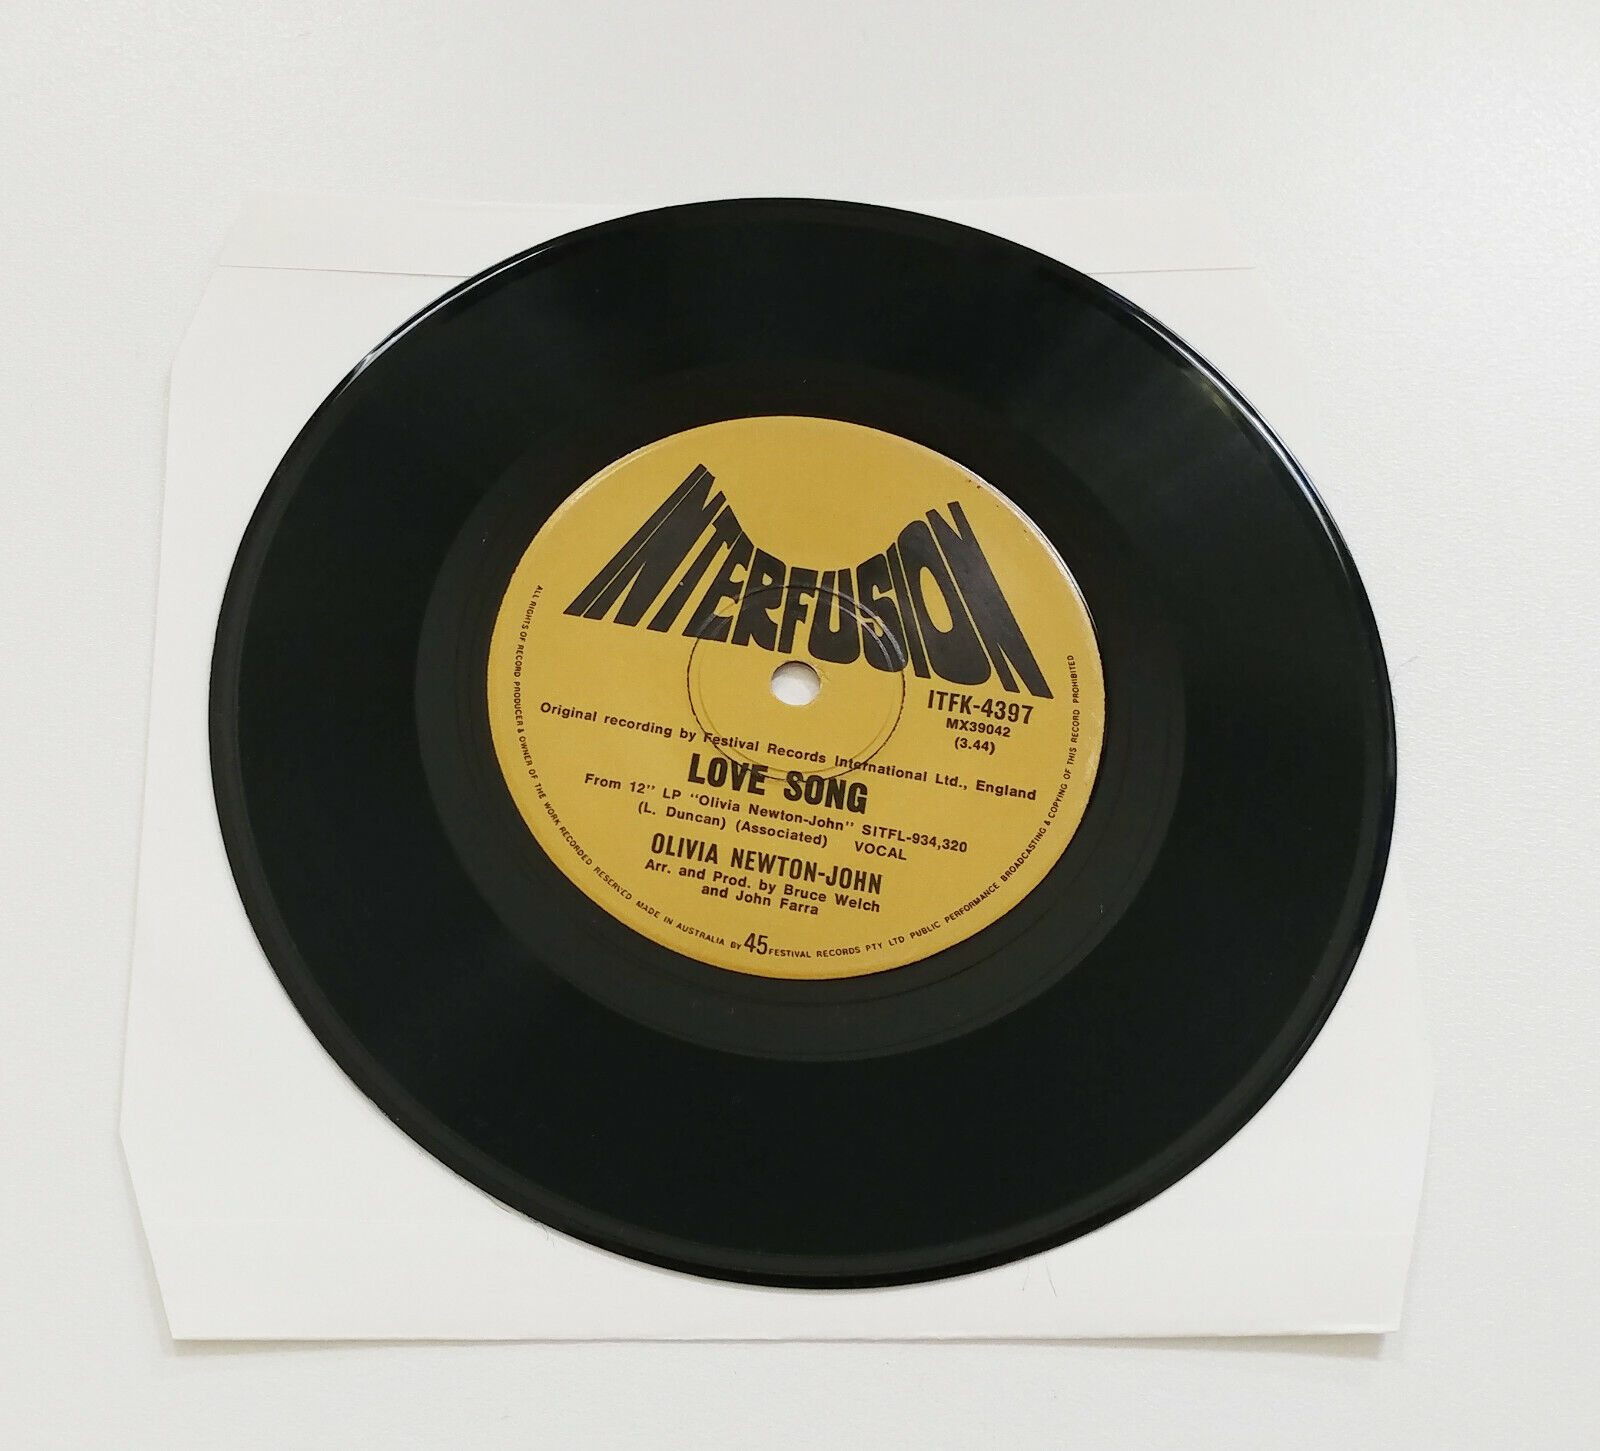 INTERFUSION
ITFK-4397
MX39042
(3.44)
Original recording by Festival Records International Ltd., England
LOVE SONG
From 12" LP "Olivia Newton-John" SITFL-934,320
(L. Duncan) (Associated) VOCAL
OLIVIA NEWTON-JOHN
Arr. and Prod. by Bruce Welch
and John Farra
45
ALL RIGHTS OF RECORD PRODUCER & OWNER OF THE WORK RECORDED RESERVED MADE IN AUSTRALIA BY FESTIVAL RECORDS PTY LTD PUBLIC PERFORMANCE BROADCASTING & COPYING OF THIS RECORD PROHIBITED